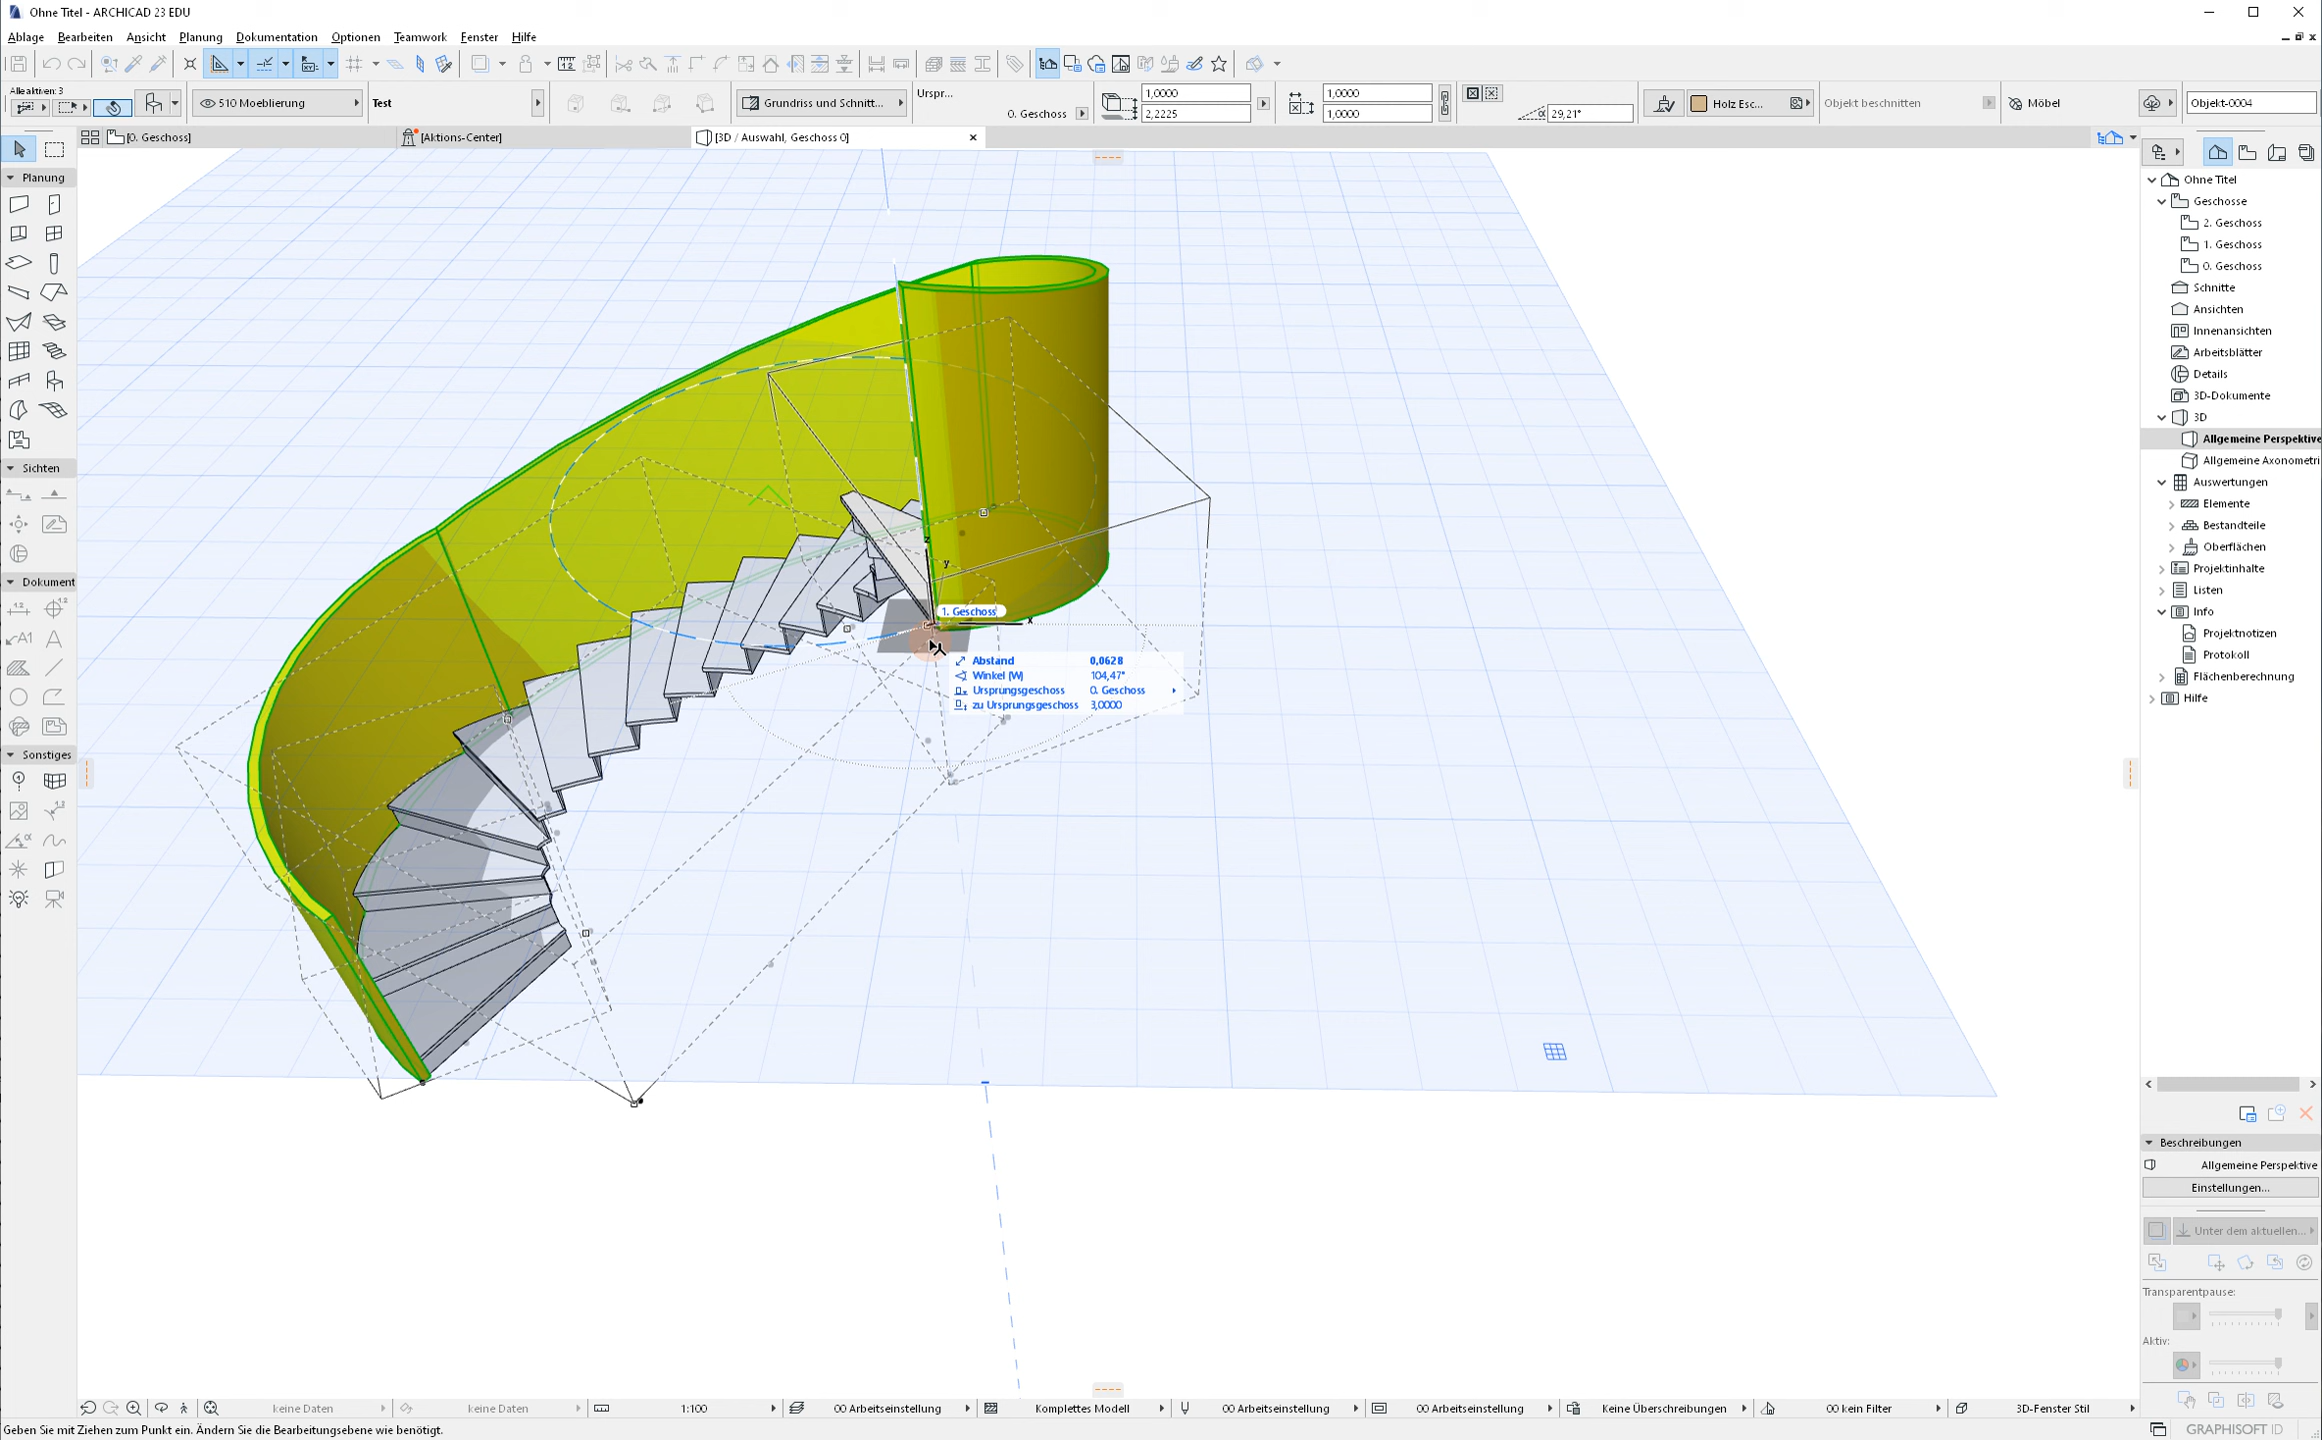 Ohne Titel - ARCHICAD 23 EDU
Ablage Bearbeiten Ansicht Planung Dokumentation Optionen Teamwork Fenster Hilfe
Alle aktiven: 3
510 Moeblierung
Test
Grundriss und Schnitt...
Urspr...
0. Geschoss
1,0000
2,2225
1,0000
1,0000
29,21°
Holz Esc...
Objekt beschnitten
Möbel
Objekt-0004
[0. Geschoss]
[Aktions-Center]
[3D / Auswahl, Geschoss 0]
Planung
Sichten
Dokument
Sonstiges
z
y
x
1. Geschoss
Abstand 0,0628
Winkel (W) 104,47°
Ursprungsgeschoss 0. Geschoss
zu Ursprungsgeschoss 3,0000
Ohne Titel
Geschosse
2. Geschoss
1. Geschoss
0. Geschoss
Schnitte
Ansichten
Innenansichten
Arbeitsblätter
Details
3D-Dokumente
3D
Allgemeine Perspektive
Allgemeine Axonometri
Auswertungen
Elemente
Bestandteile
Oberflächen
Projektinhalte
Listen
Info
Projektnotizen
Protokoll
Flächenberechnung
Hilfe
Beschreibungen
Allgemeine Perspektive
Einstellungen...
Unter dem aktuellen...
Transparentpause:
Aktiv:
keine Daten
keine Daten
1:100
00 Arbeitseinstellung
Komplettes Modell
00 Arbeitseinstellung
00 Arbeitseinstellung
Keine Überschreibungen
00 kein Filter
3D-Fenster Stil
Geben Sie mit Ziehen zum Punkt ein. Ändern Sie die Bearbeitungsebene wie benötigt.
GRAPHISOFT ID